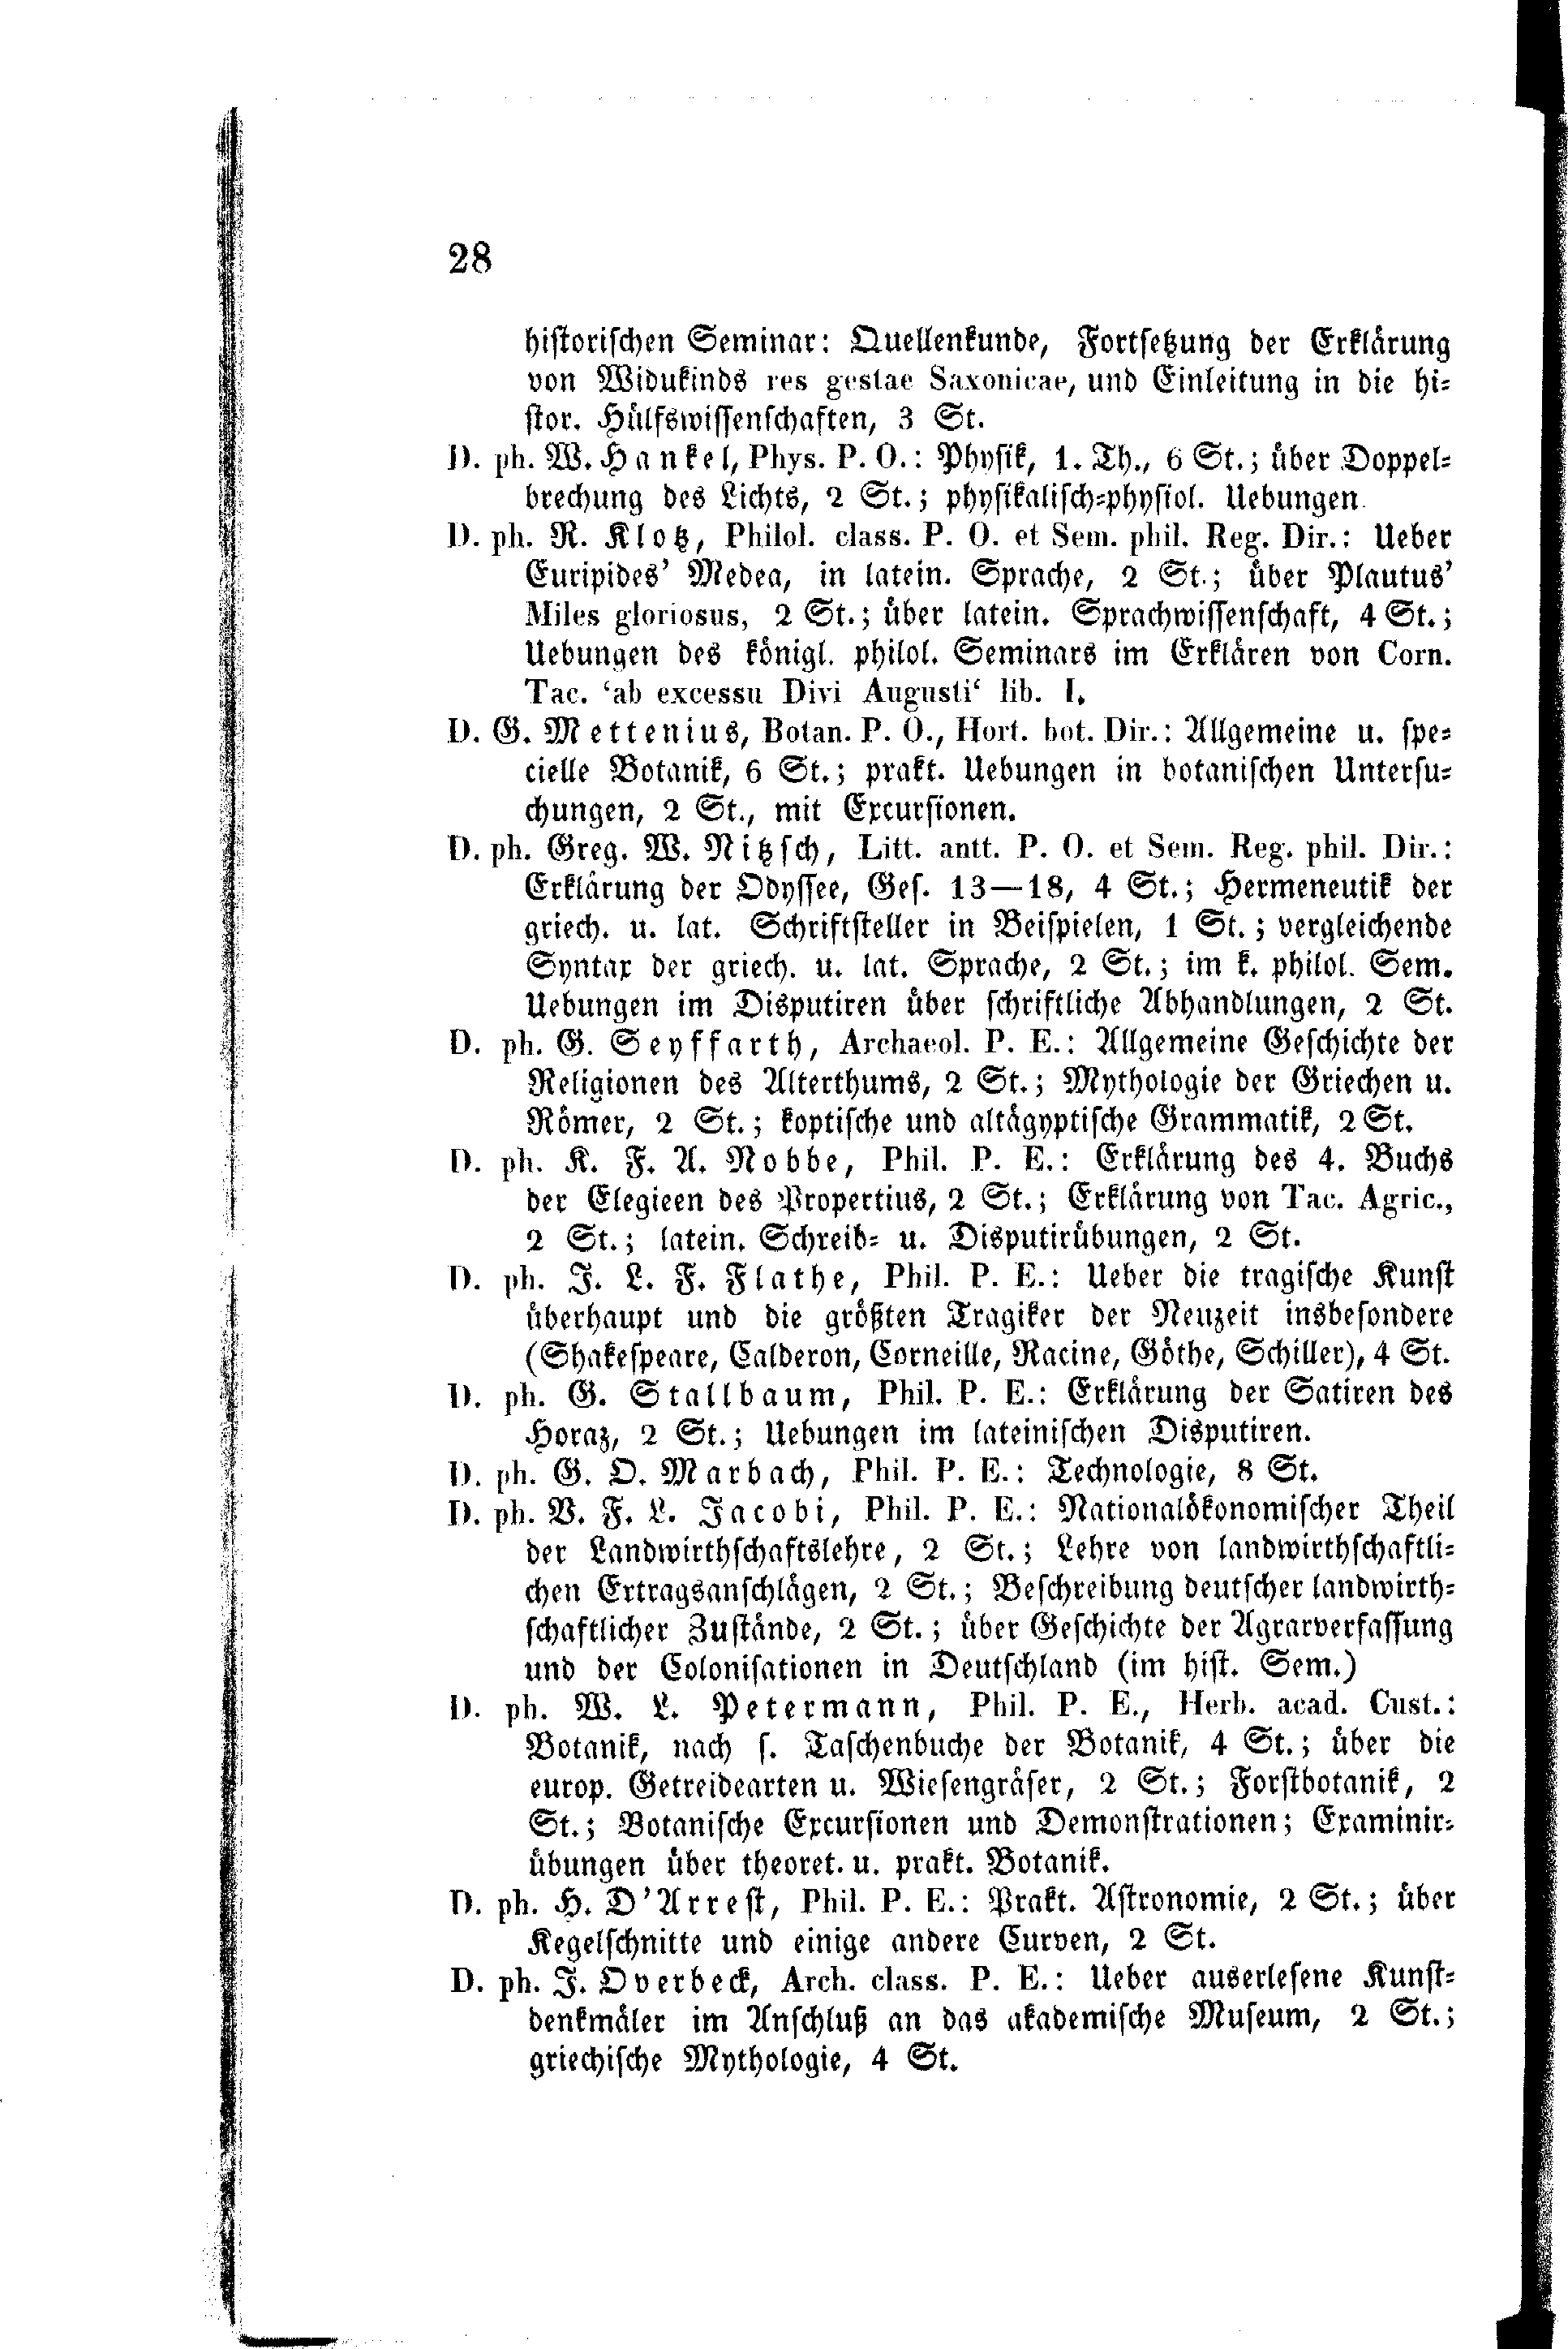 28
historischen Seminar: Quellenkunde, Fortsetzung der Erklärung
von Widukinds res gestae Saxonicae, und Einleitung in die hi-
stor. Hülfswissenschaften, 3 St.
D. ph. W. Hankel, Phys. P. O.: Physik, 1. Th., 6 St.; über Doppel-
brechung des Lichts, 2 St.; physikalisch-physiol. Uebungen.
D. ph. R. Klotz, Philol. class. P. O. et Sem. phil. Reg. Dir.: Ueber
Euripides’ Medea, in latein. Sprache, 2 St.; über Plautus’
Miles gloriosus, 2 St.; über latein. Sprachwissenschaft, 4 St.;
Uebungen des königl. philol. Seminars im Erklären von Corn.
Tac. ‘ab excessu Divi Augusti‘ lib. I.
D. G. Mettenius, Botan. P. O., Hort. bot. Dir.: Allgemeine u. spe-
cielle Botanik, 6 St.; prakt. Uebungen in botanischen Untersu-
chungen, 2 St., mit Excursionen.
D. ph. Greg. W. Nitzsch, Litt. antt. P. O. et Sem. Reg. phil. Dir.:
Erklärung der Odyssee, Ges. 13—18, 4 St.; Hermeneutik der
griech. u. lat. Schriftsteller in Beispielen, 1 St.; vergleichende
Syntax der griech. u. lat. Sprache, 2 St.; im k. philol. Sem.
Uebungen im Disputiren über schriftliche Abhandlungen, 2 St.
D. ph. G. Seyffarth, Archaeol. P. E.: Allgemeine Geschichte der
Religionen des Alterthums, 2 St.; Mythologie der Griechen u.
Römer, 2 St.; koptische und altägyptische Grammatik, 2 St.
D. ph. K. F. A. Nobbe, Phil. P. E.: Erklärung des 4. Buchs
der Elegieen des Propertius, 2 St.; Erklärung von Tac. Agric.,
2 St.; latein. Schreib- u. Disputirübungen, 2 St.
D. ph. J. L. F. Flathe, Phil. P. E.: Ueber die tragische Kunst
überhaupt und die größten Tragiker der Neuzeit insbesondere
(Shakespeare, Calderon, Corneille, Racine, Göthe, Schiller), 4 St.
D. ph. G. Stallbaum, Phil. P. E.: Erklärung der Satiren des
Horaz, 2 St.; Uebungen im lateinischen Disputiren.
D. ph. G. O. Marbach, Phil. P. E.: Technologie, 8 St.
D. ph. V. F. L. Jacobi, Phil. P. E.: Nationalökonomischer Theil
der Landwirthschaftslehre, 2 St.; Lehre von landwirthschaftli-
chen Ertragsanschlägen, 2 St.; Beschreibung deutscher landwirth-
schaftlicher Zustände, 2 St.; über Geschichte der Agrarverfassung
und der Colonisationen in Deutschland (im hist. Sem.)
D. ph. W. L. Petermann, Phil. P. E., Herb. acad. Cust.:
Botanik, nach s. Taschenbuche der Botanik, 4 St.; über die
europ. Getreidearten u. Wiesengräser, 2 St.; Forstbotanik, 2
St.; Botanische Excursionen und Demonstrationen; Examinir-
übungen über theoret. u. prakt. Botanik.
D. ph. H. D’Arrest, Phil. P. E.: Prakt. Astronomie, 2 St.; über
Kegelschnitte und einige andere Curven, 2 St.
D. ph. J. Overbeck, Arch. class. P. E.: Ueber auserlesene Kunst-
denkmäler im Anschluß an das akademische Museum, 2 St.;
griechische Mythologie, 4 St.